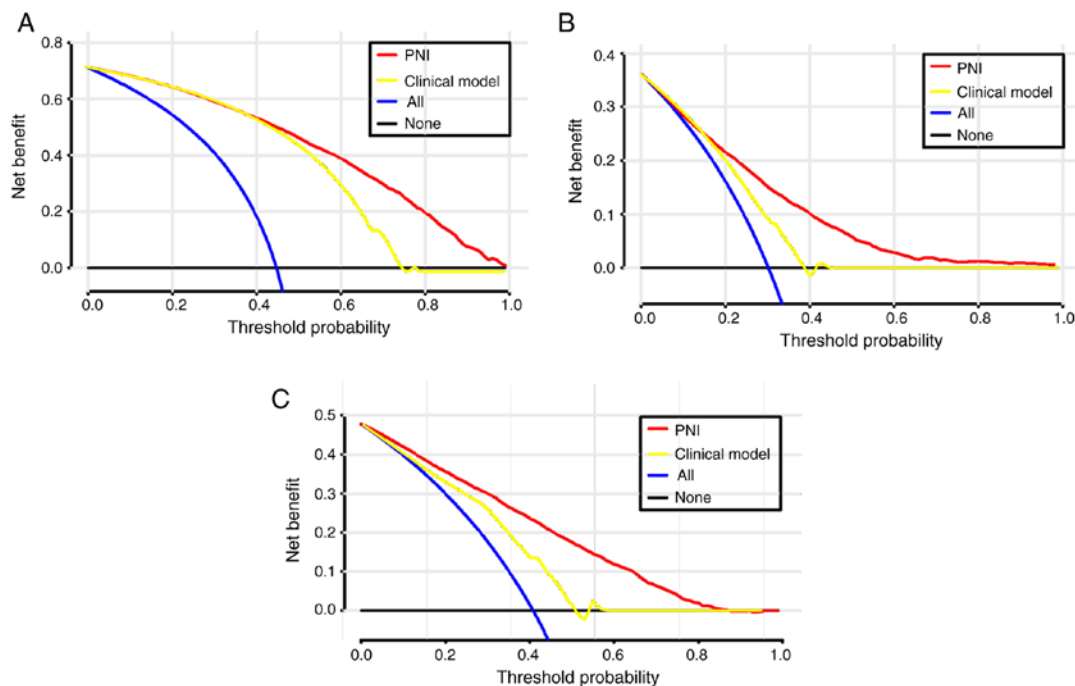 A
0.8
0.6
0.4
0.2
0.0
Net benefit
PNI
Clinical model
All
None
0.0 0.2 0.4 0.6 0.8 1.0
Threshold probability
B
0.4
0.3
0.2
0.1
0.0
Net benefit
PNI
Clinical model
All
None
0.0 0.2 0.4 0.6 0.8 1.0
Threshold probability
C
0.5
0.4
0.3
0.2
0.1
0.0
Net benefit
PNI
Clinical model
All
None
0.0 0.2 0.4 0.6 0.8 1.0
Threshold probability